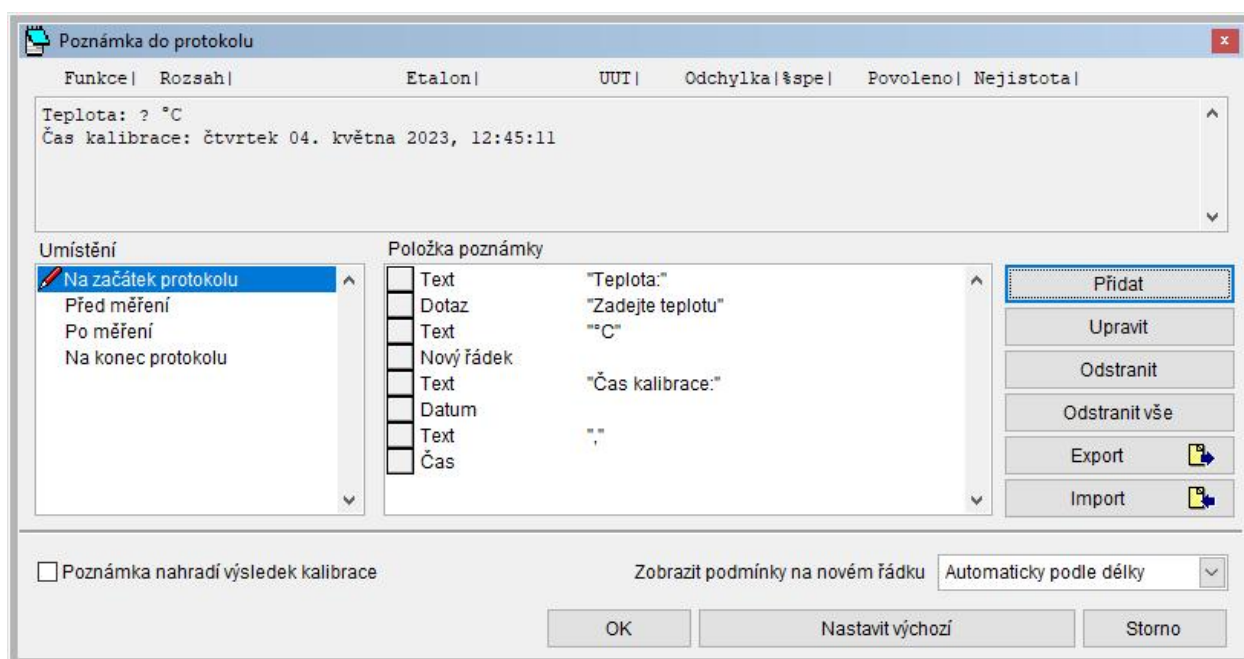 Poznámka do protokolu
Funkce| Rozsah| Etalon| UUT| Odchylka|%spe| Povoleno| Nejistota|
Teplota: ? °C
Čas kalibrace: čtvrtek 04. května 2023, 12:45:11
Umístění
Na začátek protokolu
Před měření
Po měření
Na konec protokolu
Položka poznámky
Text "Teplota:"
Dotaz "Zadejte teplotu"
Text "°C"
Nový řádek
Text "Čas kalibrace:"
Datum
Text ","
Čas
Přidat
Upravit
Odstranit
Odstranit vše
Export
Import
Poznámka nahradí výsledek kalibrace
Zobrazit podmínky na novém řádku Automaticky podle délky
OK Nastavit výchozí Storno